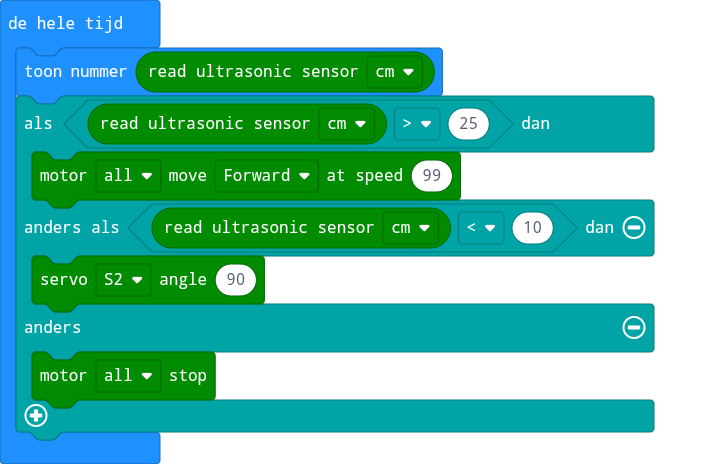 de hele tijd
toon nummer read ultrasonic sensor cm
als read ultrasonic sensor cm > 25 dan
motor all move Forward at speed 99
anders als read ultrasonic sensor cm < 10 dan
servo S2 angle 90
anders
motor all stop